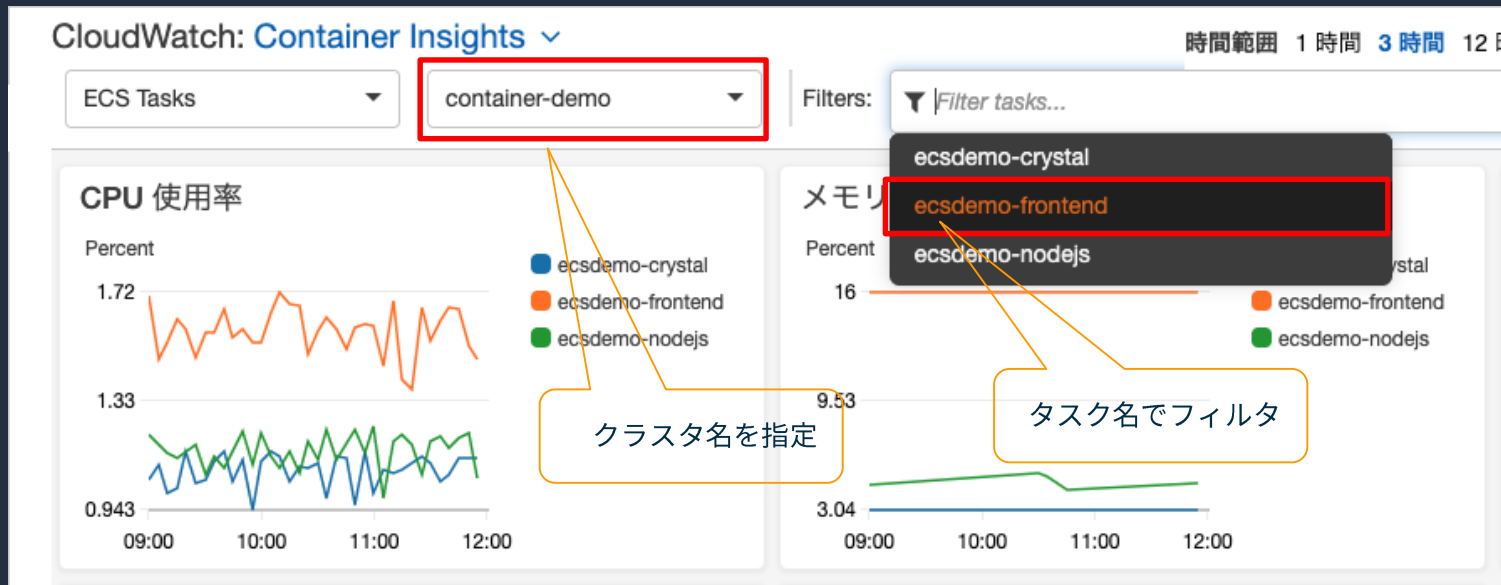 CloudWatch: Container Insights
時間範囲 1 時間 3 時間 12
ECS Tasks
container-demo
Filters:
Filter tasks...
ecsdemo-crystal
ecsdemo-frontend
ecsdemo-nodejs
CPU 使用率
Percent
ecsdemo-crystal
ecsdemo-frontend
ecsdemo-nodejs
1.72
1.33
0.943
09:00 10:00 11:00 12:00
クラスタ名を指定
メモリ
Percent
ystal
ecsdemo-frontend
ecsdemo-nodejs
16
9.53
3.04
09:00 10:00 11:00 12:00
タスク名でフィルタ